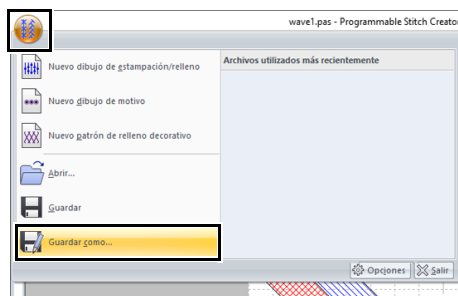 wave1.pas - Programmable Stitch Creato
Archivos utilizados más recientemente
Nuevo dibujo de estampación/relleno
Nuevo dibujo de motivo
Nuevo patrón de relleno decorativo
Abrir...
Guardar
Guardar como...
Opciones
Salir